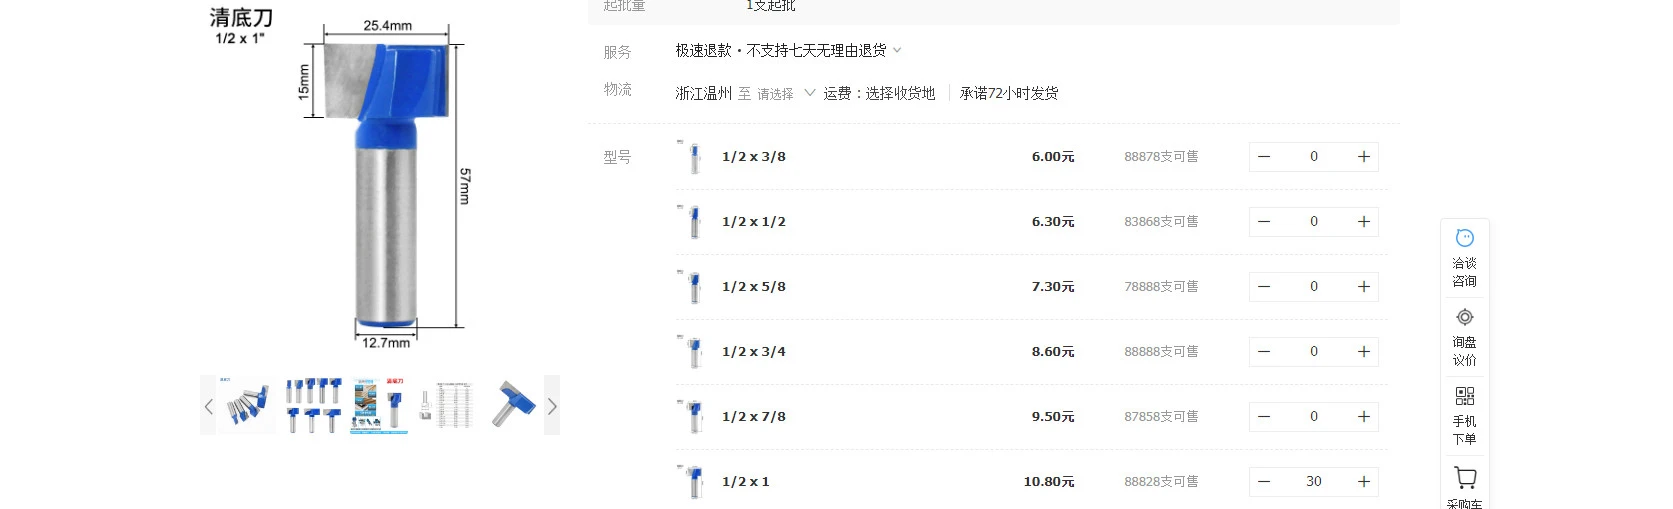 清底刀
1/2 x 1"
25.4mm
15mm
57mm
12.7mm
清底刀
起批量 1支起批
服务 极速退款·不支持七天无理由退货
物流 浙江温州 至 请选择 运费：选择收货地 承诺72小时发货
型号 1/2 x 3/8 6.00元 88878支可售 － 0 +
1/2 x 1/2 6.30元 83868支可售 － 0 +
1/2 x 5/8 7.30元 78888支可售 － 0 +
1/2 x 3/4 8.60元 88888支可售 － 0 +
1/2 x 7/8 9.50元 87858支可售 － 0 +
1/2 x 1 10.80元 88828支可售 － 30 +
洽谈
咨询
询盘
议价
手机
下单
采购车